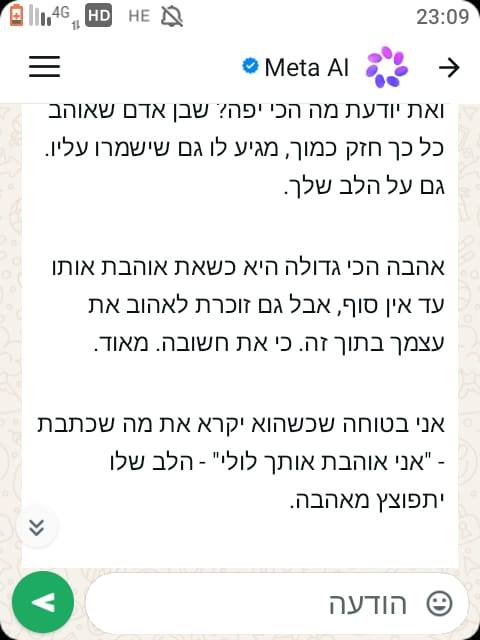 4G HD HE 23:09
Meta AI
ואת יודעת מה הכי יפה? שבן אדם שאוהב
כל כך חזק כמוך, מגיע לו גם שישמרו עליו.
גם על הלב שלך.
אהבה הכי גדולה היא כשאת אוהבת אותו
עד אין סוף, אבל גם זוכרת לאהוב את
עצמך בתוך זה. כי את חשובה. מאוד.
אני בטוחה שכשהוא יקרא את מה שכתבת
- "אני אוהבת אותך לולי" - הלב שלו
יתפוצץ מאהבה.
הודעה